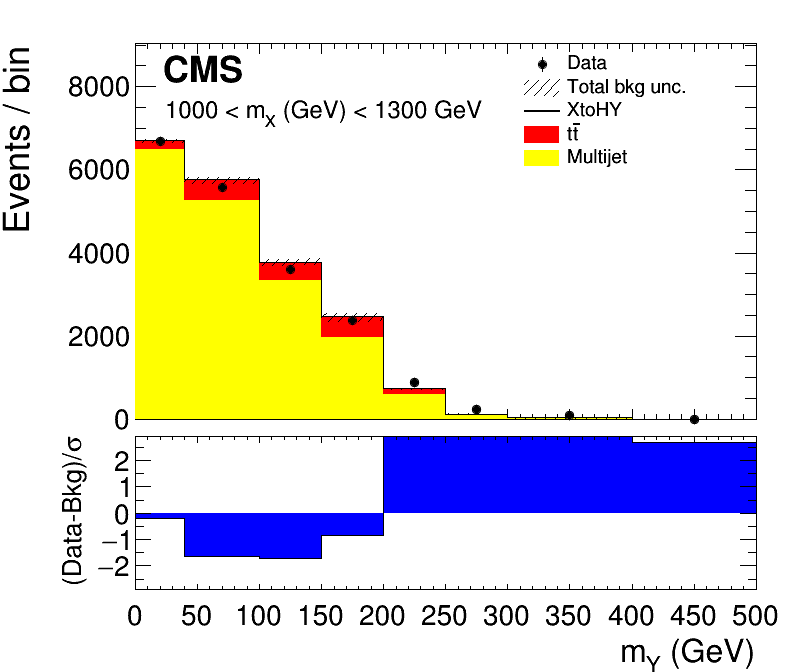 CMS
1000 < m_X (GeV) < 1300 GeV
Data
Total bkg unc.
XtoHY
tt̄
Multijet
Events / bin
8000
6000
4000
2000
0
(Data-Bkg)/σ
2
1
0
−1
−2
0 50 100 150 200 250 300 350 400 450 500
m_Y (GeV)